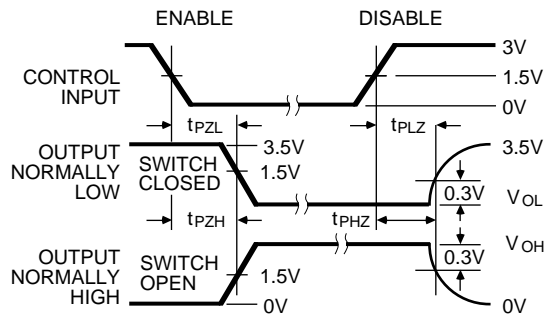 ENABLE DISABLE
3V
CONTROL INPUT
1.5V
0V
tPZL tPLZ
OUTPUT NORMALLY LOW
SWITCH CLOSED
3.5V
1.5V
3.5V
0.3V
VOL
tPZH tPHZ
VOH
0.3V
OUTPUT NORMALLY HIGH
SWITCH OPEN
1.5V
0V
0V